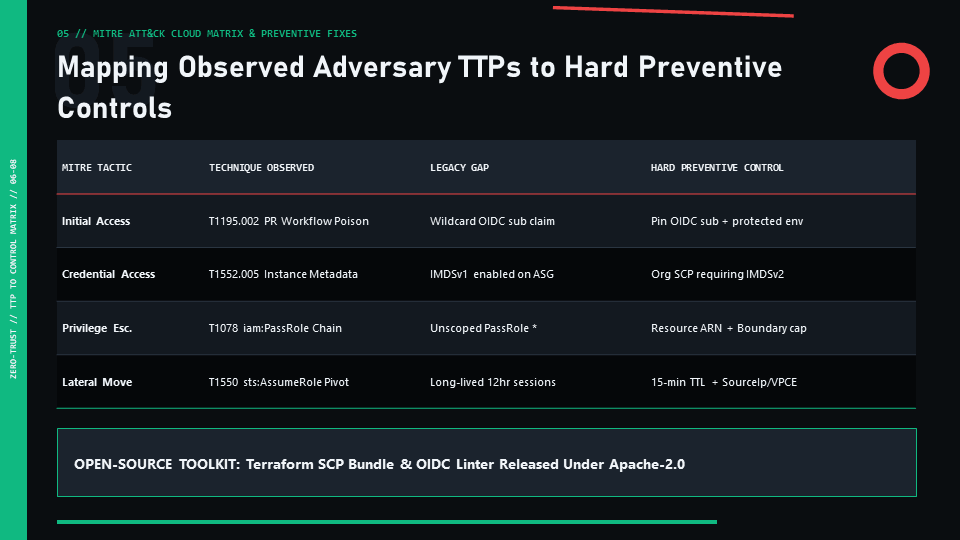 05 // MITRE ATT&CK CLOUD MATRIX & PREVENTIVE FIXES
05
Mapping Observed Adversary TTPs to Hard Preventive
Controls
ZERO-TRUST // TTP TO CONTROL MATRIX // 06-08
MITRE TACTIC TECHNIQUE OBSERVED LEGACY GAP HARD PREVENTIVE CONTROL
Initial Access T1195.002 PR Workflow Poison Wildcard OIDC sub claim Pin OIDC sub + protected env
Credential Access T1552.005 Instance Metadata IMDSv1 enabled on ASG Org SCP requiring IMDSv2
Privilege Esc. T1078 iam:PassRole Chain Unscoped PassRole * Resource ARN + Boundary cap
Lateral Move T1550 sts:AssumeRole Pivot Long-lived 12hr sessions 15-min TTL + SourceIp/VPCE
OPEN-SOURCE TOOLKIT: Terraform SCP Bundle & OIDC Linter Released Under Apache-2.0